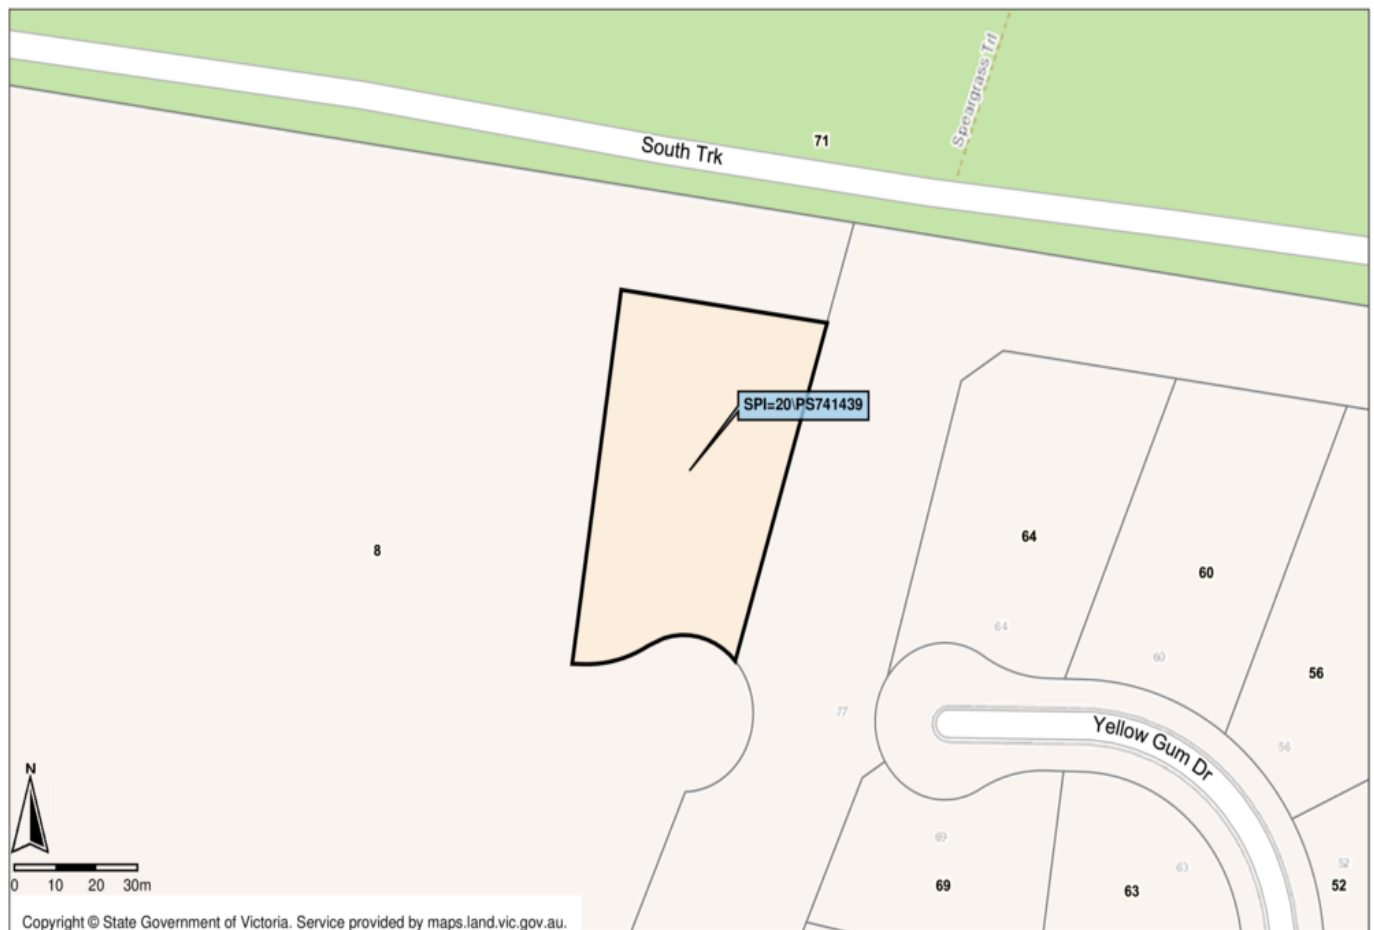 Speargrass Trl
71
South Trk
SPI=20\PS741439
8
64
60
64
60
56
77
Yellow Gum Dr
56
N
69
63
52
69
63
52
0 10 20 30m
Copyright © State Government of Victoria. Service provided by maps.land.vic.gov.au.